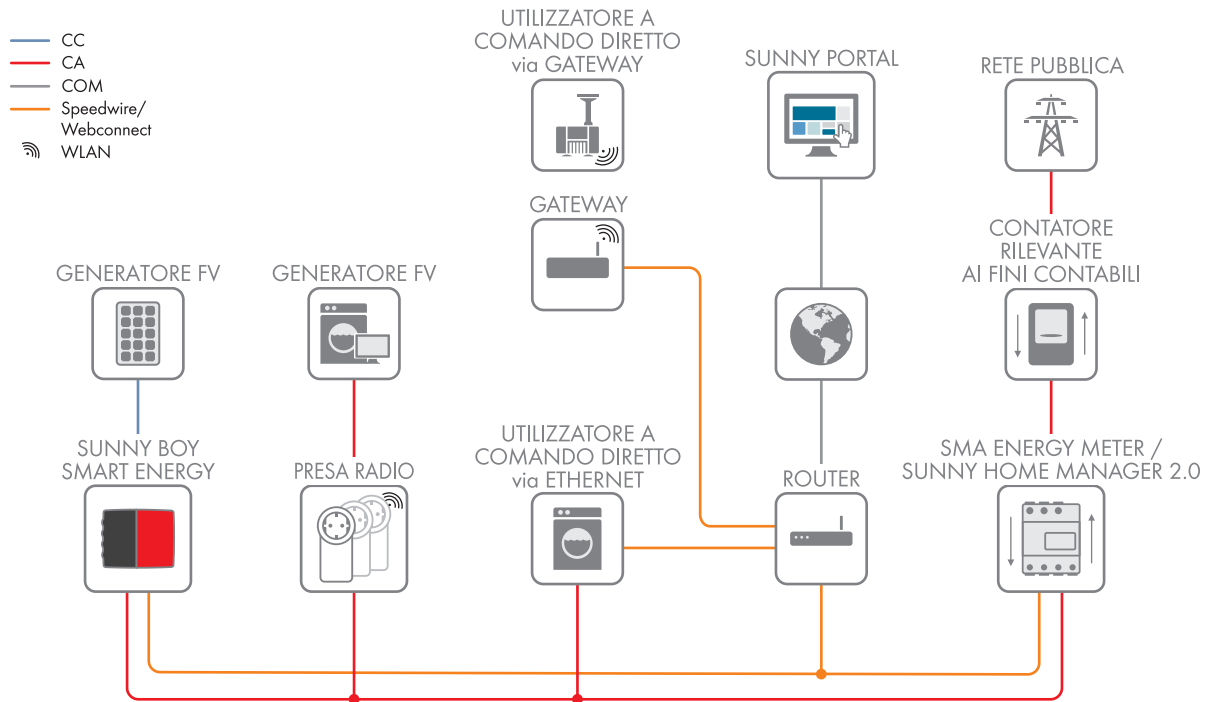 CC
CA
COM
Speedwire/
Webconnect
WLAN
UTILIZZATORE A
COMANDO DIRETTO
via GATEWAY
SUNNY PORTAL
RETE PUBBLICA
GATEWAY
CONTATORE
RILEVANTE
AI FINI CONTABILI
GENERATORE FV
GENERATORE FV
SUNNY BOY
SMART ENERGY
PRESA RADIO
UTILIZZATORE A
COMANDO DIRETTO
via ETHERNET
ROUTER
SMA ENERGY METER /
SUNNY HOME MANAGER 2.0